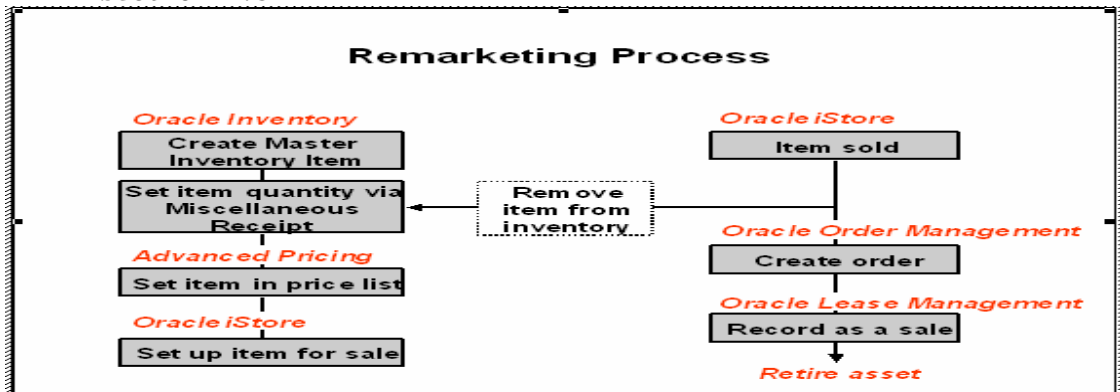 Remarketing Process
Oracle Inventory
Create Master
Inventory Item
Set item quantity via
Miscellaneous
Receipt
Advanced Pricing
Set item in price list
Oracle iStore
Set up item for sale
Remove
item from
inventory
Oracle iStore
Item sold
Oracle Order Management
Create order
Oracle Lease Management
Record as a sale
Retire asset